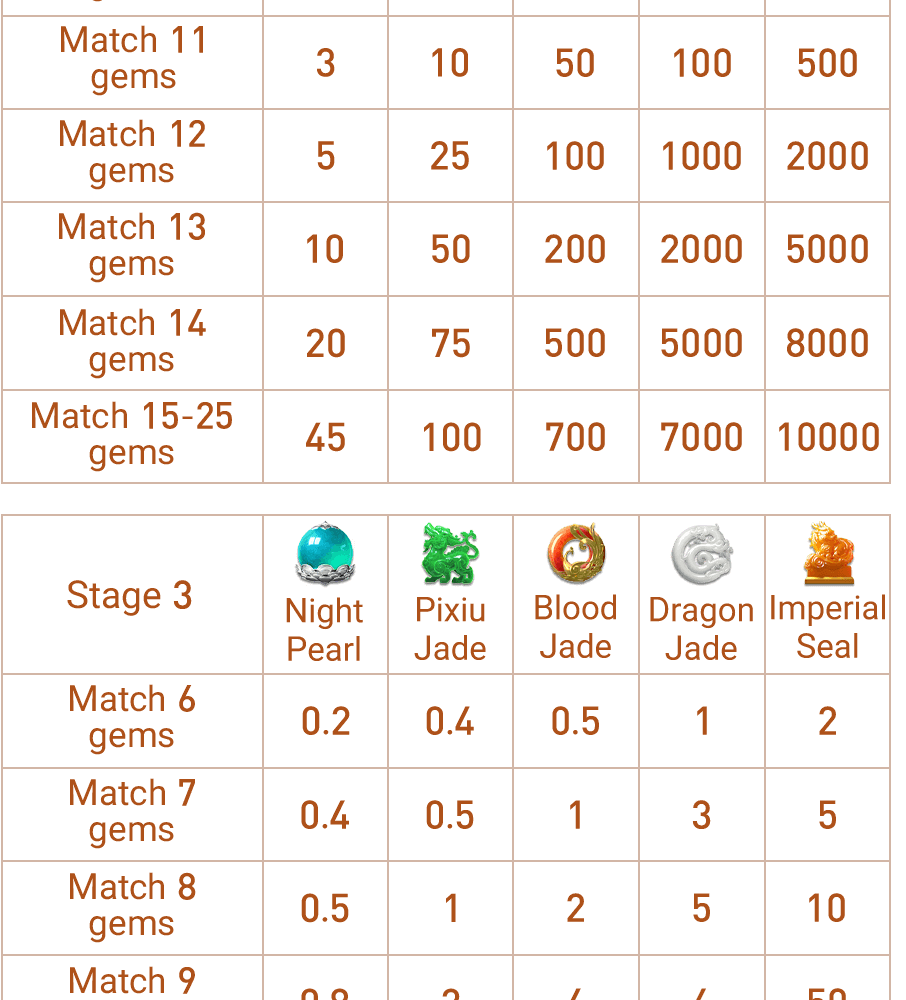 Match 11
gems
3 10 50 100 500
Match 12
gems
5 25 100 1000 2000
Match 13
gems
10 50 200 2000 5000
Match 14
gems
20 75 500 5000 8000
Match 15-25
gems
45 100 700 7000 10000
Stage 3
Night
Pearl
Pixiu
Jade
Blood
Jade
Dragon
Jade
Imperial
Seal
Match 6
gems
0.2 0.4 0.5 1 2
Match 7
gems
0.4 0.5 1 3 5
Match 8
gems
0.5 1 2 5 10
Match 9